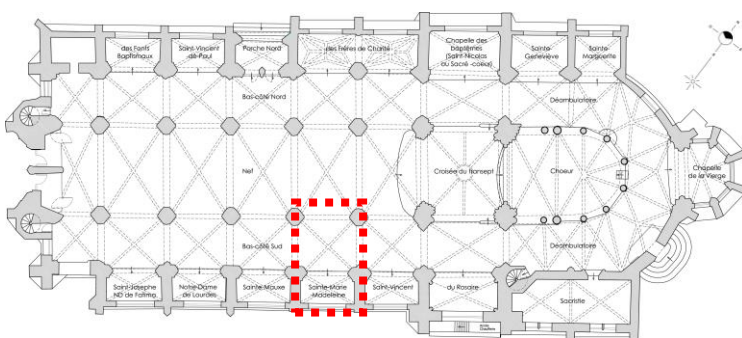 des Fonts
Baptismaux
Saint-Vincent
de-Paul
Porche Nord
des Frères de Charité
Chapelle des
baptêmes
(Saint-Nicolas
ou Sacré-coeur)
Sainte-
Geneviève
Sainte-
Marguerite
Bas-côté Nord
Déambulatoire
Nef
Croisée du transept
Choeur
Chapelle
de la Vierge
Bas-côté Sud
Déambulatoire
Saint-Josephe
ND de Fatima
Notre-Dame
de Lourdes
Sainte-Mauxe
Sainte-Marie
Madeleine
Saint-Vincent
du Rosaire
Sacristie